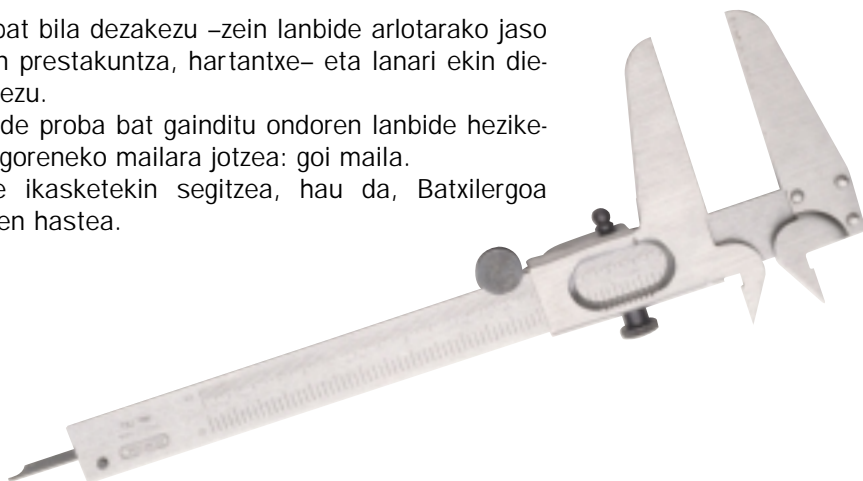 bat bila dezakezu –zein lanbide arlotarako jaso
n prestakuntza, hartantxe– eta lanari ekin die-
ezu.
de proba bat gainditu ondoren lanbide hezike-
goreneko mailara jotzea: goi maila.
e ikasketekin segitzea, hau da, Batxilergoa
en hastea.